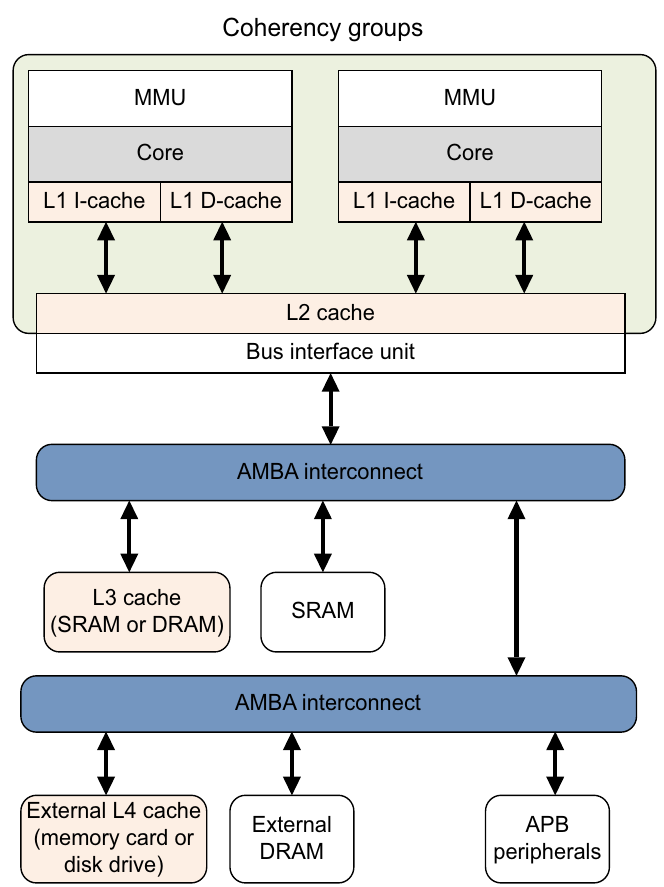 Coherency groups
MMU
Core
L1 I-cache
L1 D-cache
MMU
Core
L1 I-cache
L1 D-cache
L2 cache
Bus interface unit
AMBA interconnect
L3 cache
(SRAM or DRAM)
SRAM
AMBA interconnect
External L4 cache
(memory card or
disk drive)
External
DRAM
APB
peripherals